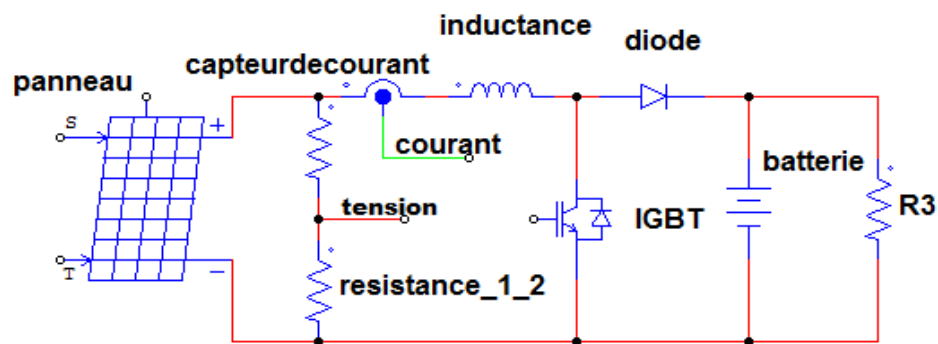 inductance
diode
capteurdecourant
panneau
S
+
courant
batterie
tension
IGBT
R3
T
−
resistance_1_2